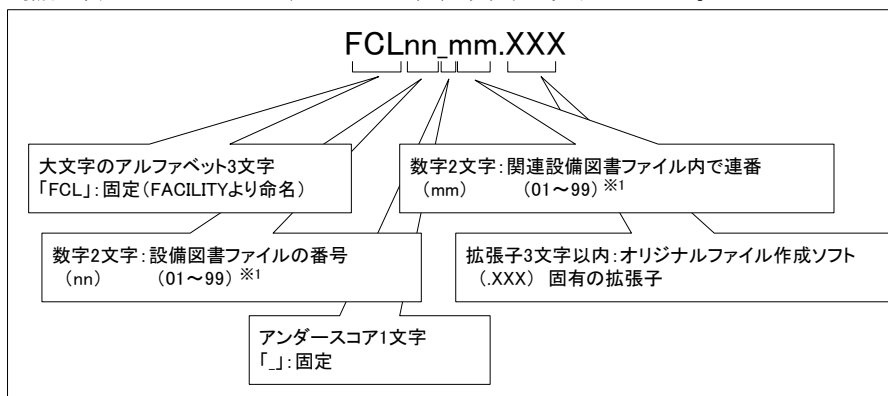 FCLnn_mm.XXX
大文字のアルファベット3文字
「FCL」:固定(FACILITYより命名)
数字2文字:関連設備図書ファイル内で連番
(mm) (01～99)※1
数字2文字:設備図書ファイルの番号
(nn) (01～99)※1
拡張子3文字以内:オリジナルファイル作成ソフト
(.XXX) 固有の拡張子
アンダースコア1文字
「_」:固定